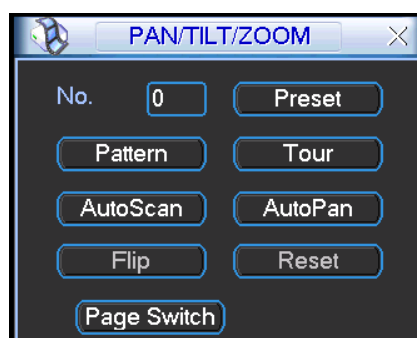 PAN/TILT/ZOOM
No. 0 Preset
Pattern Tour
AutoScan AutoPan
Flip Reset
Page Switch